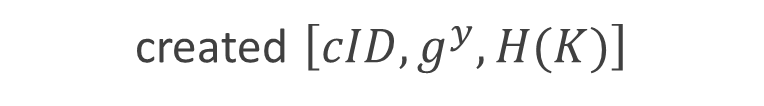 created [cID, g^y, H(K)]